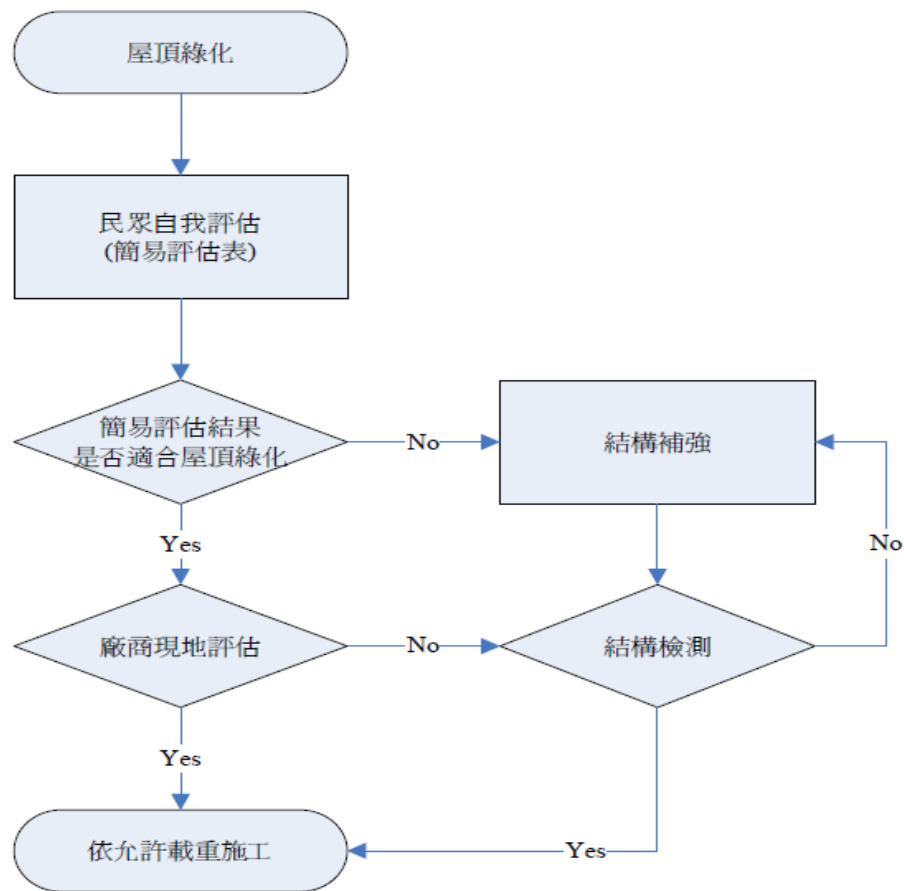 屋頂綠化
民眾自我評估
(簡易評估表)
簡易評估結果
是否適合屋頂綠化
No
結構補強
Yes
No
廠商現地評估
No
結構檢測
Yes
Yes
依允許載重施工